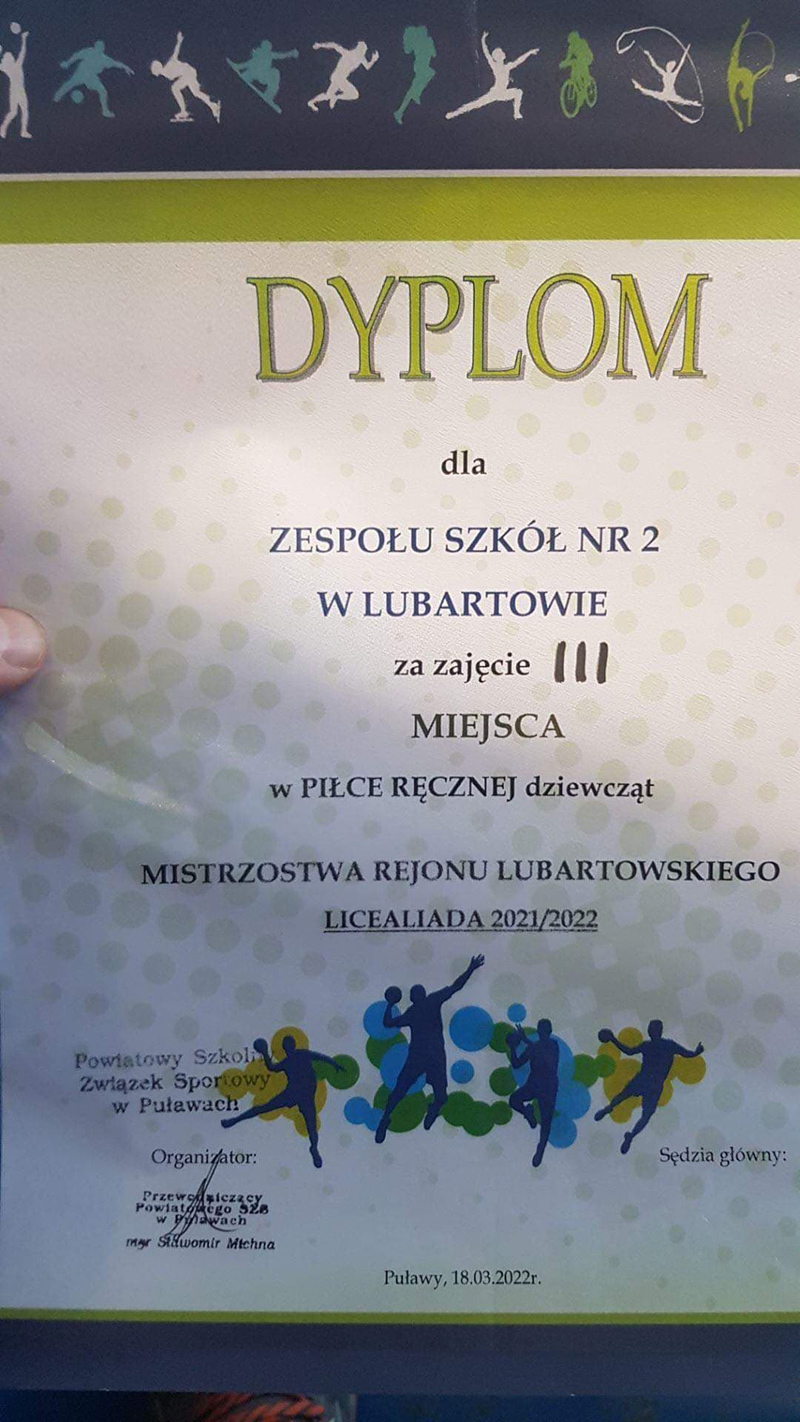 DYPLOM
dla
ZESPOŁU SZKÓŁ NR 2
W LUBARTOWIE
za zajęcie III
MIEJSCA
w PIŁCE RĘCZNEJ dziewcząt
MISTRZOSTWA REJONU LUBARTOWSKIEGO
LICEALIADA 2021/2022
Powiatowy Szkolny
Związek Sportowy
w Puławach
Organizator:
Sędzia główny:
Przewodniczący
Powiatowego SZS
w Puławach
mgr Sławomir Michna
Puławy, 18.03.2022r.